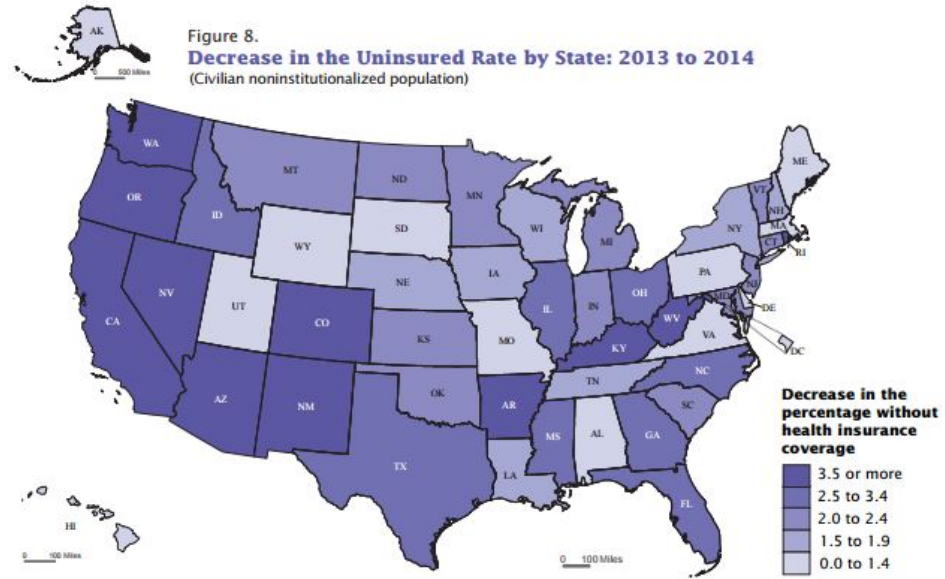 AK
0 500 Miles
Figure 8.
Decrease in the Uninsured Rate by State: 2013 to 2014
(Civilian noninstitutionalized population)
WA
OR
ID
MT
ND
MN
SD
WY
WI
MI
NY
VT
NH
ME
MA
CT
RI
NV
UT
CA
CO
NE
IA
IL
IN
OH
PA
NJ
MD
DE
DC
WV
VA
KS
MO
KY
AZ
NM
OK
AR
TN
NC
SC
TX
LA
MS
AL
GA
FL
HI
0 100 Miles
0 100 Miles
Decrease in the
percentage without
health insurance
coverage
3.5 or more
2.5 to 3.4
2.0 to 2.4
1.5 to 1.9
0.0 to 1.4